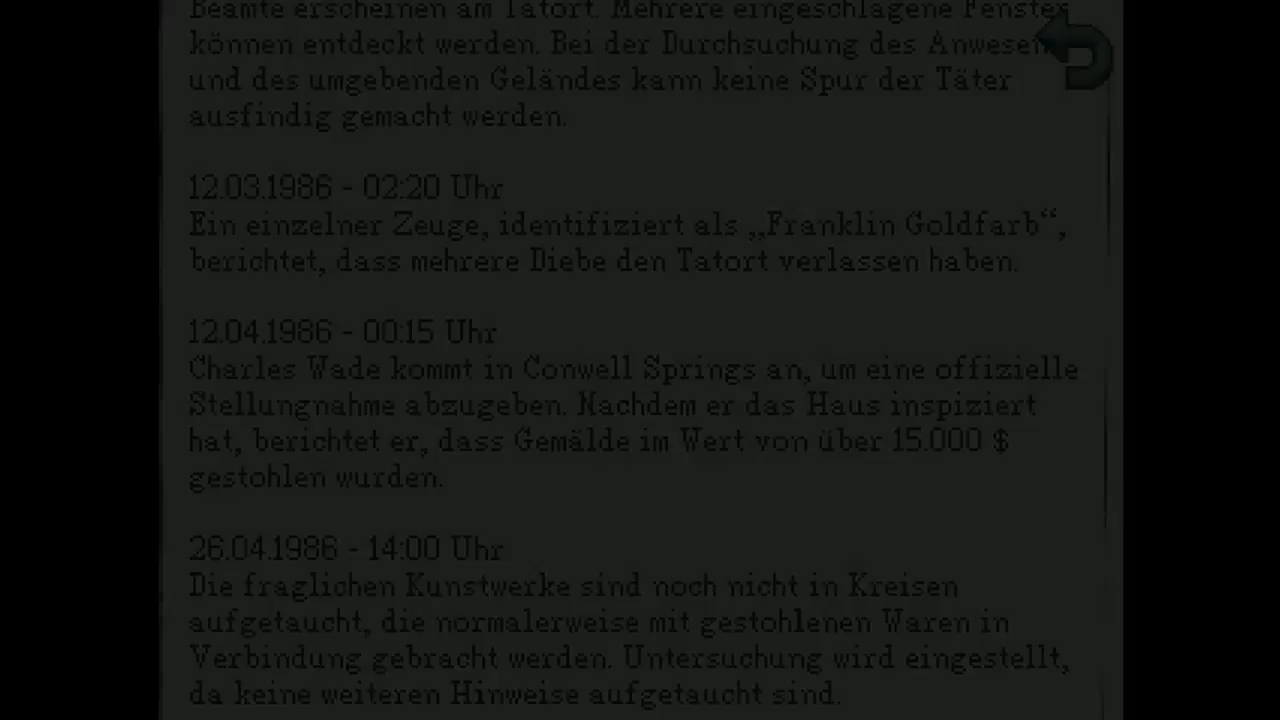 Beamte erscheinen am Tatort. Mehrere eingeschlagene Fenster
können entdeckt werden. Bei der Durchsuchung des Anwesen
und des umgebenden Geländes kann keine Spur der Täter
ausfindig gemacht werden.
12.03.1986 - 02:20 Uhr
Ein einzelner Zeuge, identifiziert als „Franklin Goldfarb“,
berichtet, dass mehrere Diebe den Tatort verlassen haben.
12.04.1986 - 00:15 Uhr
Charles Wade kommt in Conwell Springs an, um eine offizielle
Stellungnahme abzugeben. Nachdem er das Haus inspiziert
hat, berichtet er, dass Gemälde im Wert von über 15.000 $
gestohlen wurden.
26.04.1986 - 14:00 Uhr
Die fraglichen Kunstwerke sind noch nicht in Kreisen
aufgetaucht, die normalerweise mit gestohlenen Waren in
Verbindung gebracht werden. Untersuchung wird eingestellt,
da keine weiteren Hinweise aufgetaucht sind.